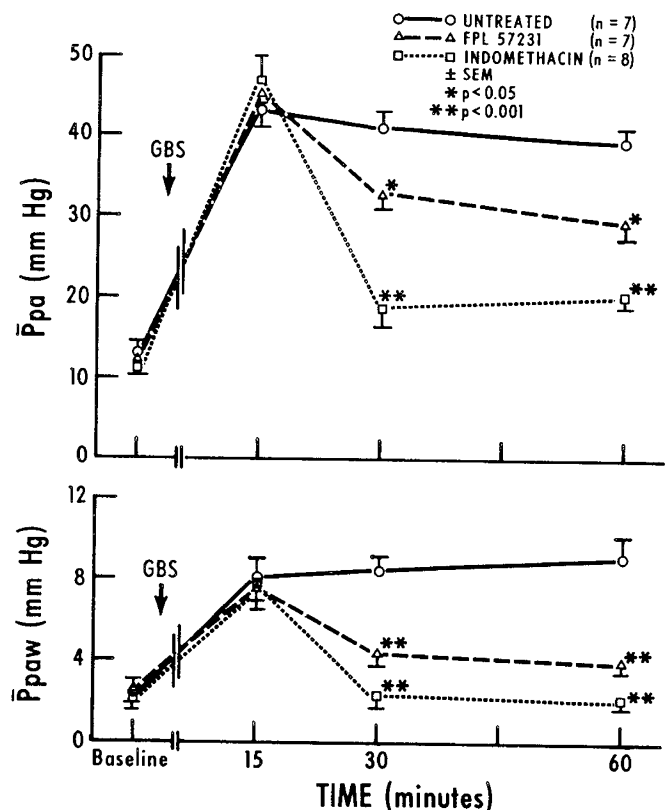 UNTREATED (n = 7)
FPL 57231 (n = 7)
INDOMETHACIN (n = 8)
± SEM
* p < 0.05
** p < 0.001
50
40
30
20
10
0
P̄pa (mm Hg)
GBS
*
*
**
**
12
8
4
0
P̄paw (mm Hg)
GBS
**
**
**
**
Baseline 15 30 60
TIME (minutes)